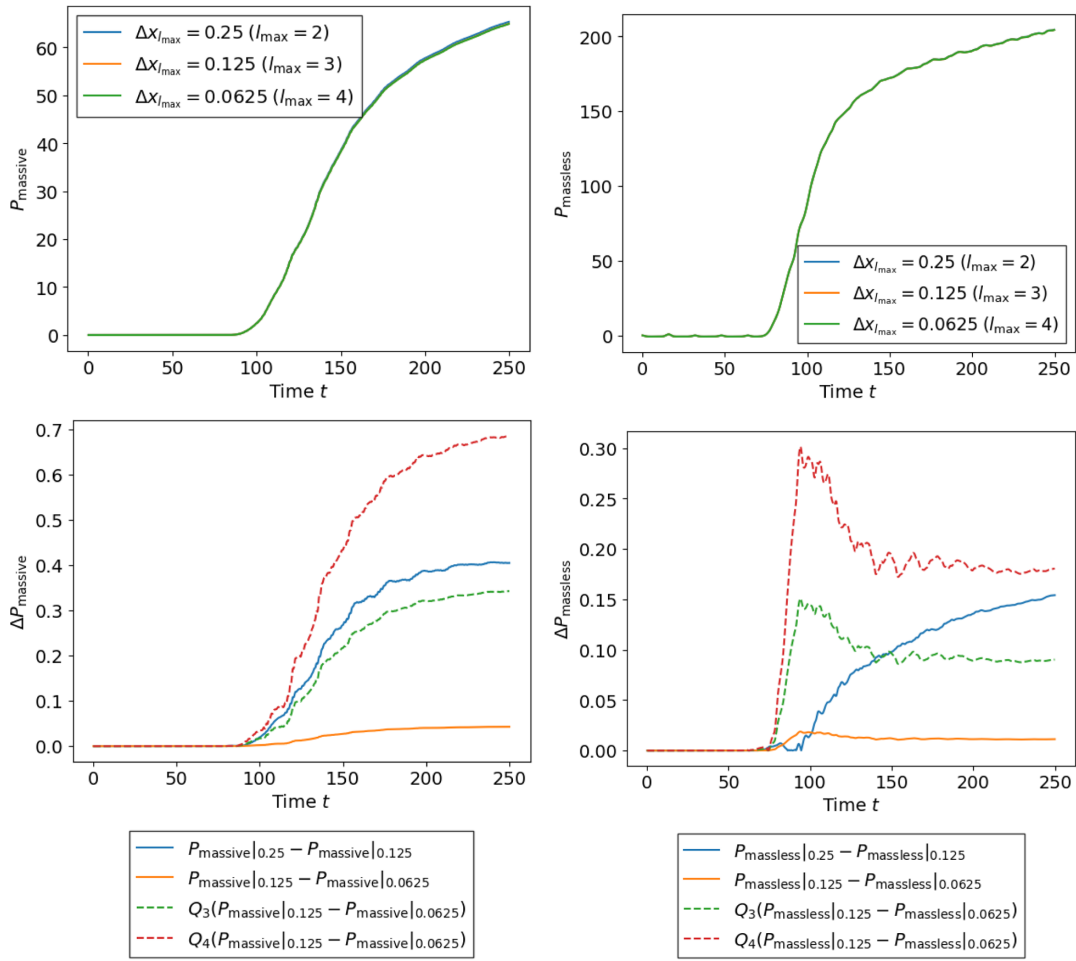 Δx_{l_max} = 0.25 (l_max = 2)
Δx_{l_max} = 0.125 (l_max = 3)
Δx_{l_max} = 0.0625 (l_max = 4)
P_massive
60
50
40
30
20
10
0
0 50 100 150 200 250
Time t
Δx_{l_max} = 0.25 (l_max = 2)
Δx_{l_max} = 0.125 (l_max = 3)
Δx_{l_max} = 0.0625 (l_max = 4)
P_massless
200
150
100
50
0
0 50 100 150 200 250
Time t
ΔP_massive
0.7
0.6
0.5
0.4
0.3
0.2
0.1
0.0
0 50 100 150 200 250
Time t
P_massive|_0.25 − P_massive|_0.125
P_massive|_0.125 − P_massive|_0.0625
Q_3(P_massive|_0.125 − P_massive|_0.0625)
Q_4(P_massive|_0.125 − P_massive|_0.0625)
ΔP_massless
0.30
0.25
0.20
0.15
0.10
0.05
0.00
0 50 100 150 200 250
Time t
P_massless|_0.25 − P_massless|_0.125
P_massless|_0.125 − P_massless|_0.0625
Q_3(P_massless|_0.125 − P_massless|_0.0625)
Q_4(P_massless|_0.125 − P_massless|_0.0625)